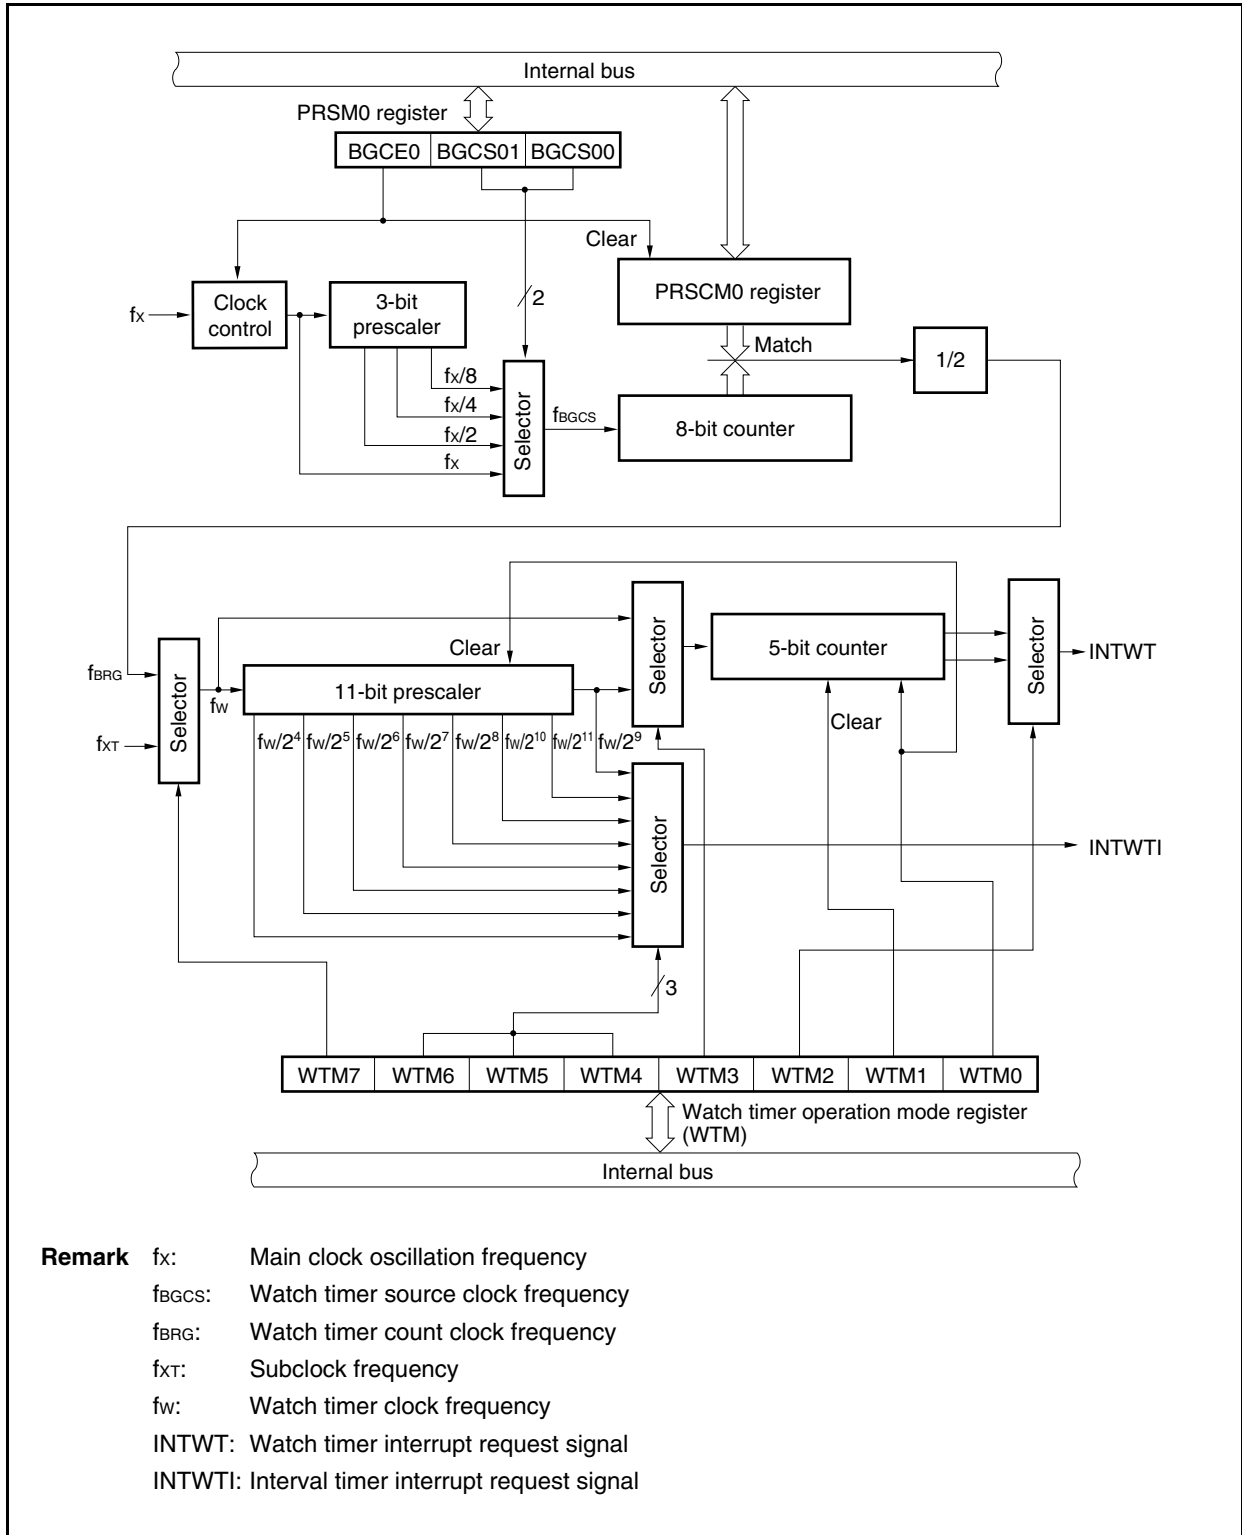 Internal bus
PRSM0 register
BGCE0 BGCS01 BGCS00
Clear
PRSCM0 register
2
fX
Clock
control
3-bit
prescaler
Match
1/2
fX/8
fX/4
fX/2
fX
Selector
fBGCS
8-bit counter
fBRG
fXT
Selector
fW
Clear
11-bit prescaler
fW/2⁴ fW/2⁵ fW/2⁶ fW/2⁷ fW/2⁸ fW/2¹⁰ fW/2¹¹ fW/2⁹
Selector
5-bit counter
Clear
Selector
INTWT
Selector
INTWTI
3
WTM7 WTM6 WTM5 WTM4 WTM3 WTM2 WTM1 WTM0
Watch timer operation mode register
(WTM)
Internal bus
Remark fX: Main clock oscillation frequency
fBGCS: Watch timer source clock frequency
fBRG: Watch timer count clock frequency
fXT: Subclock frequency
fW: Watch timer clock frequency
INTWT: Watch timer interrupt request signal
INTWTI: Interval timer interrupt request signal